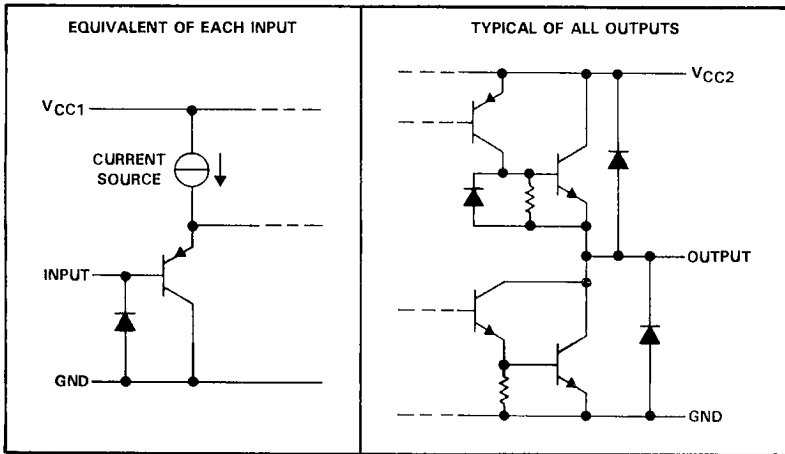 EQUIVALENT OF EACH INPUT
VCC1
CURRENT
SOURCE
INPUT
GND
TYPICAL OF ALL OUTPUTS
VCC2
OUTPUT
GND